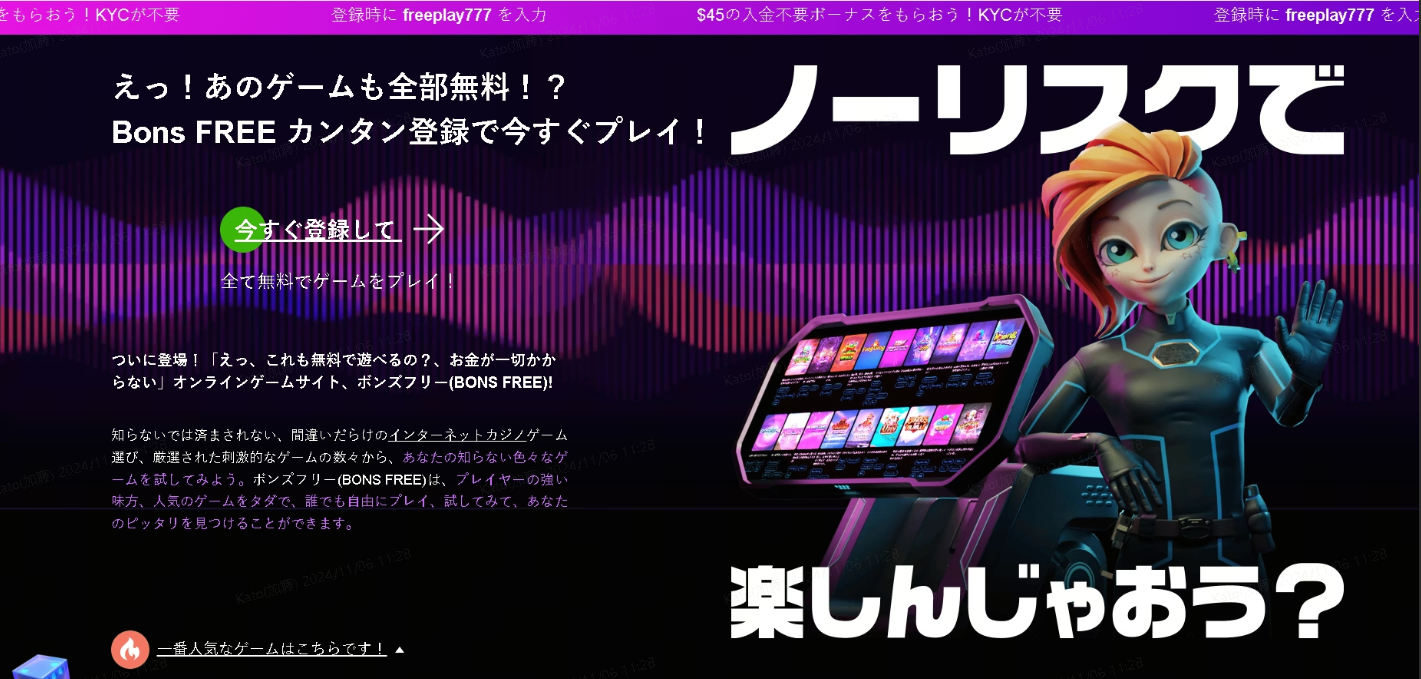 をもらおう！KYCが不要
登録時に freeplay777 を入力
$45の入金不要ボーナスをもらおう！KYCが不要
登録時に freeplay777 を入
えっ！あのゲームも全部無料！？
Bons FREE カンタン登録で今すぐプレイ！
今すぐ登録して
全て無料でゲームをプレイ！
ついに登場！「えっ、これも無料で遊べるの？、お金が一切かか
らない」オンラインゲームサイト、ボンズフリー(BONS FREE)!
知らないでは済まされない、間違いだらけのインターネットカジノゲーム
選び、厳選された刺激的なゲームの数々から、あなたの知らない色々なゲ
ームを試してみよう。ボンズフリー(BONS FREE)は、プレイヤーの強い
味方、人気のゲームをタダで、誰でも自由にプレイ、試してみて、あなた
のピッタリを見つけることができます。
一番人気なゲームはこちらです！
ノーリスクで
楽しんじゃおう？
Kato(加藤) 2024/11/06 11:28